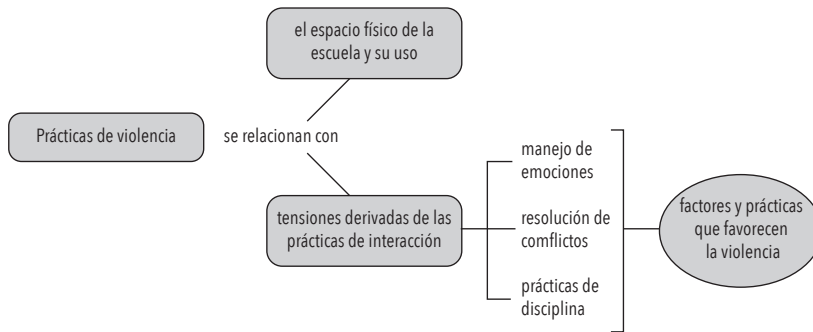 el espacio físico de la
escuela y su uso
Prácticas de violencia
se relacionan con
tensiones derivadas de las
prácticas de interacción
manejo de
emociones
resolución de
comflictos
prácticas de
disciplina
factores y prácticas
que favorecen
la violencia